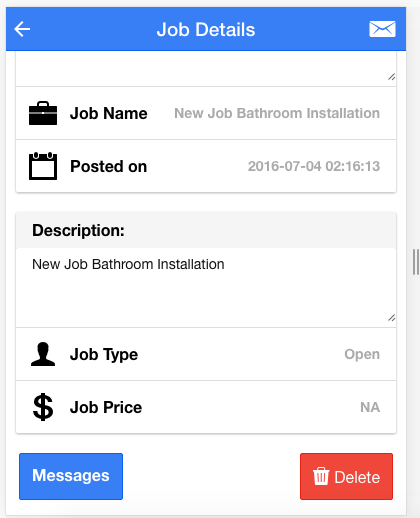 Job Details
Job Name New Job Bathroom Installation
Posted on 2016-07-04 02:16:13
Description:
New Job Bathroom Installation
Job Type Open
Job Price NA
Messages Delete